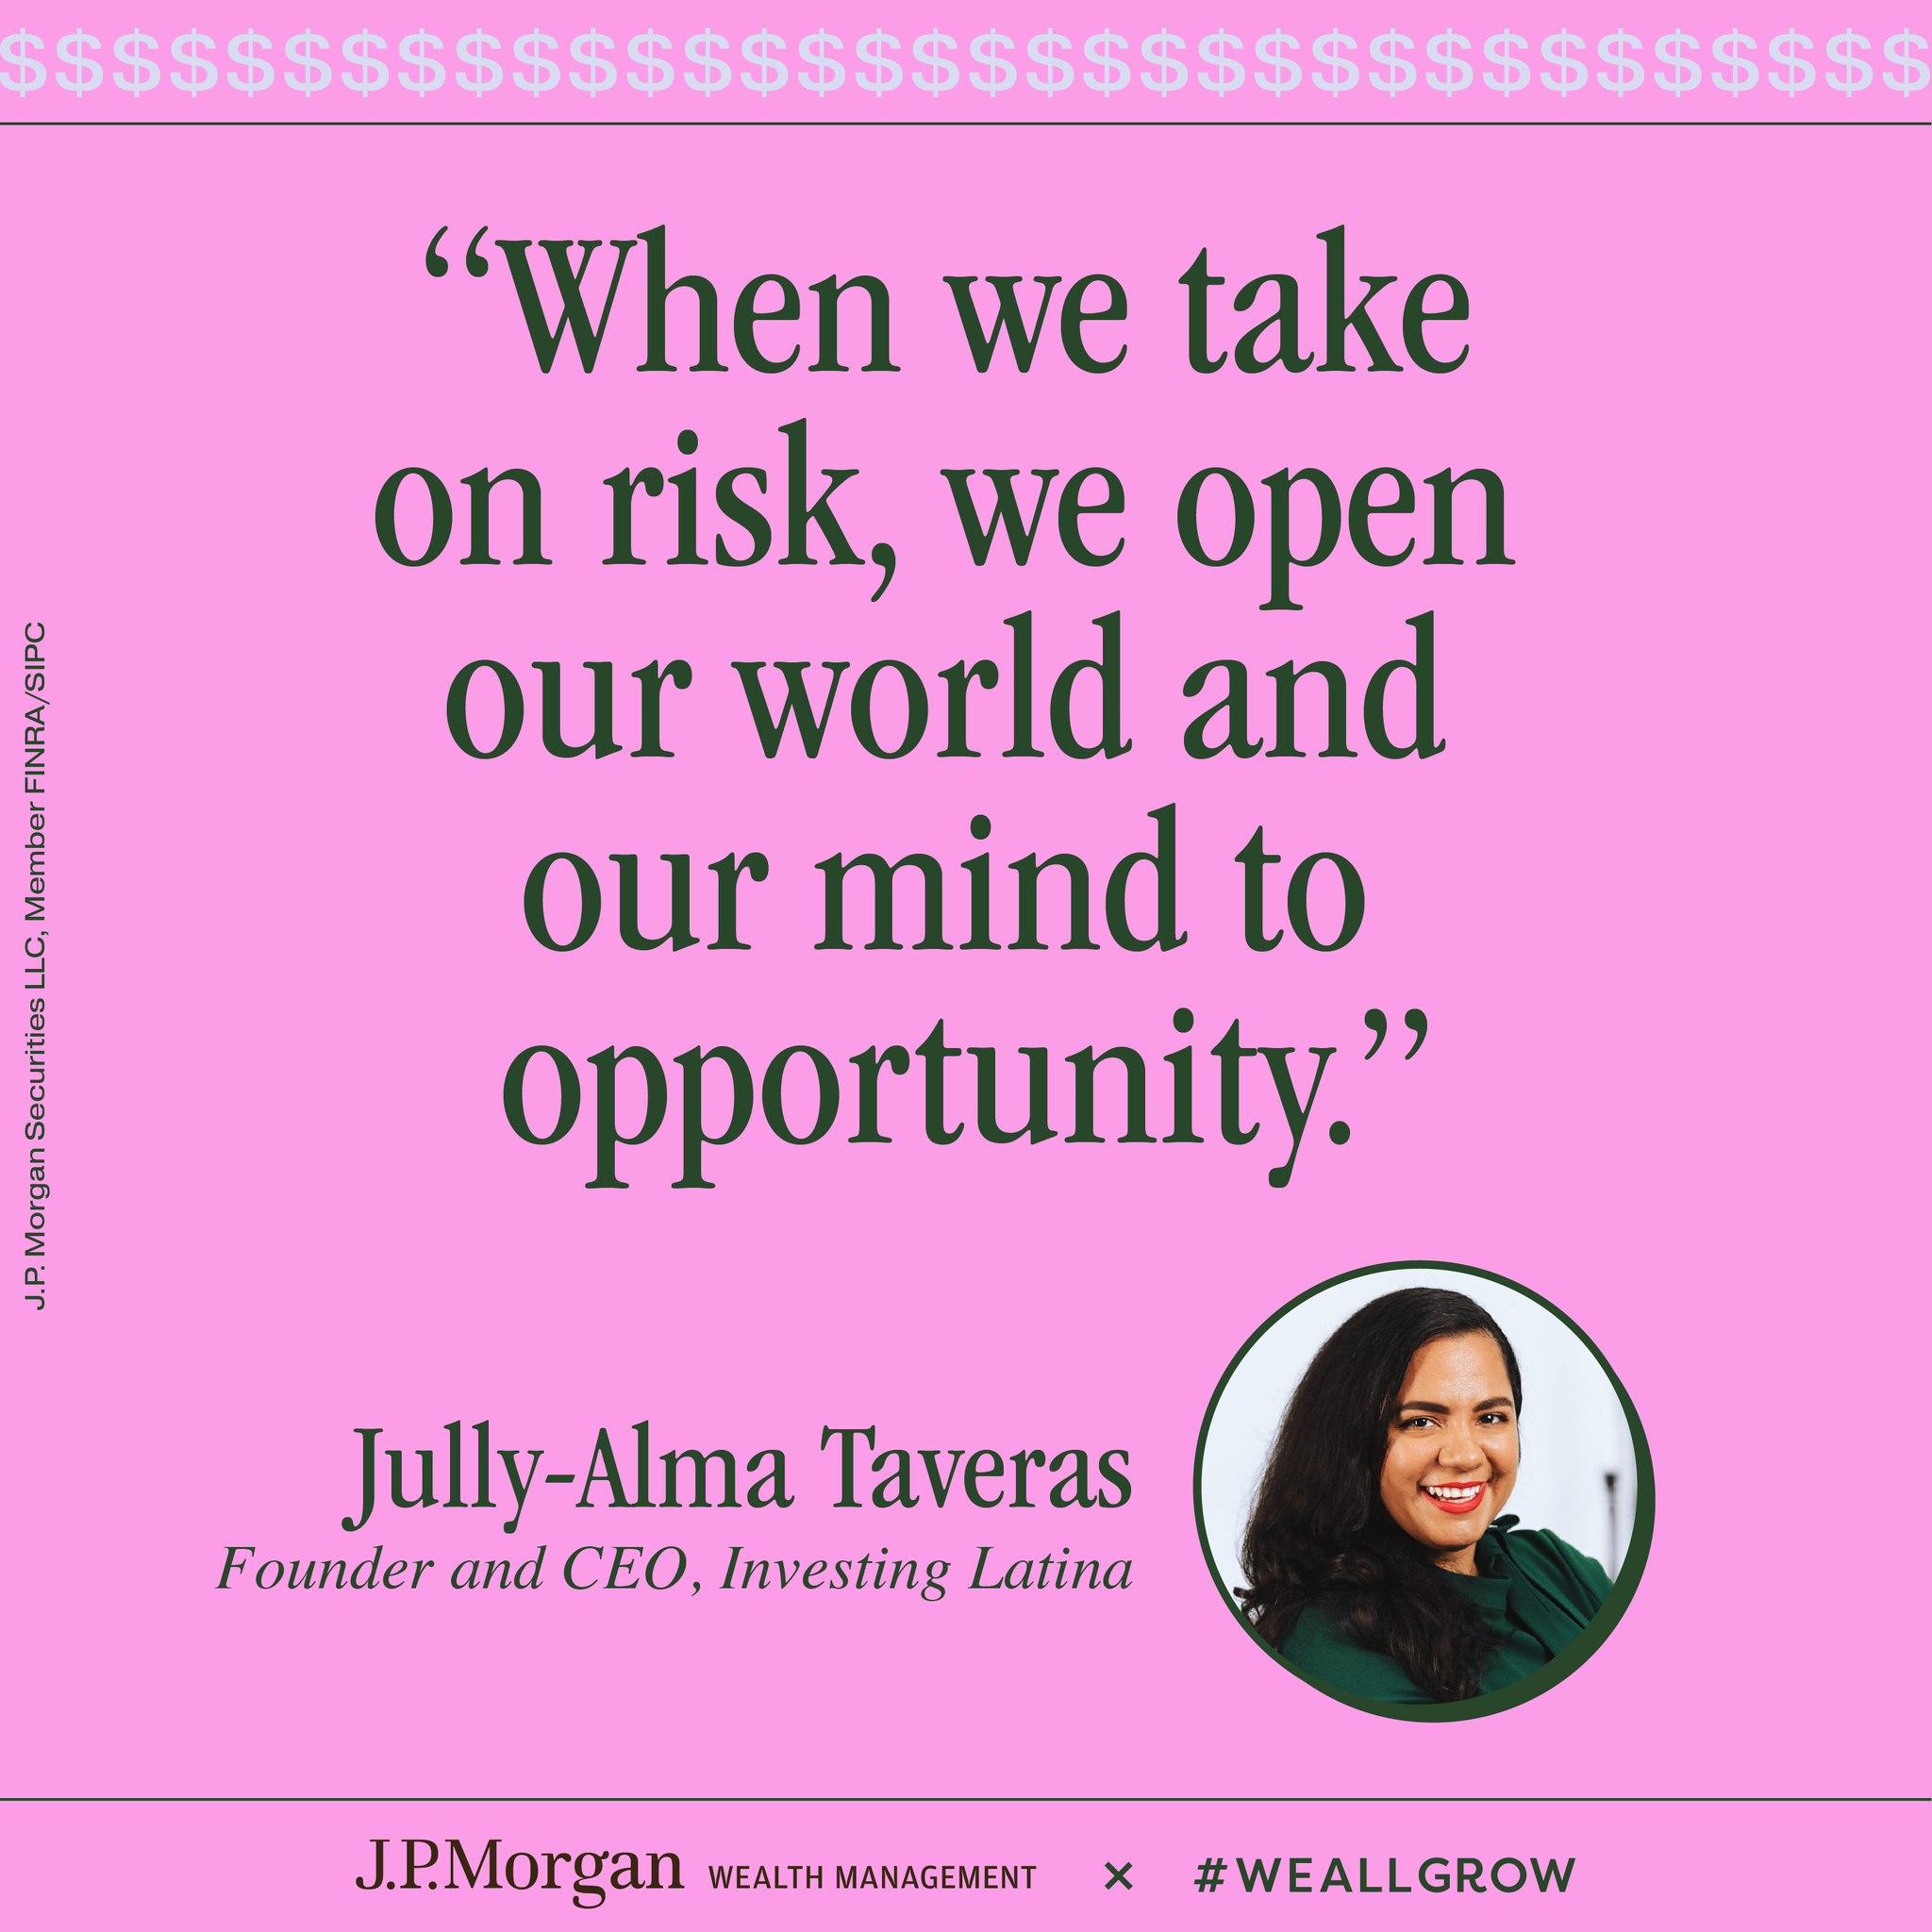 $$$$$$$$$$$$$$$$$$$$$$$$$$$$$$$$$$
“When we take
on risk, we open
our world and
our mind to
opportunity.”
J.P. Morgan Securities LLC, Member FINRA/SIPC
Jully-Alma Taveras
Founder and CEO, Investing Latina
J.P.Morgan WEALTH MANAGEMENT × #WEALLGROW